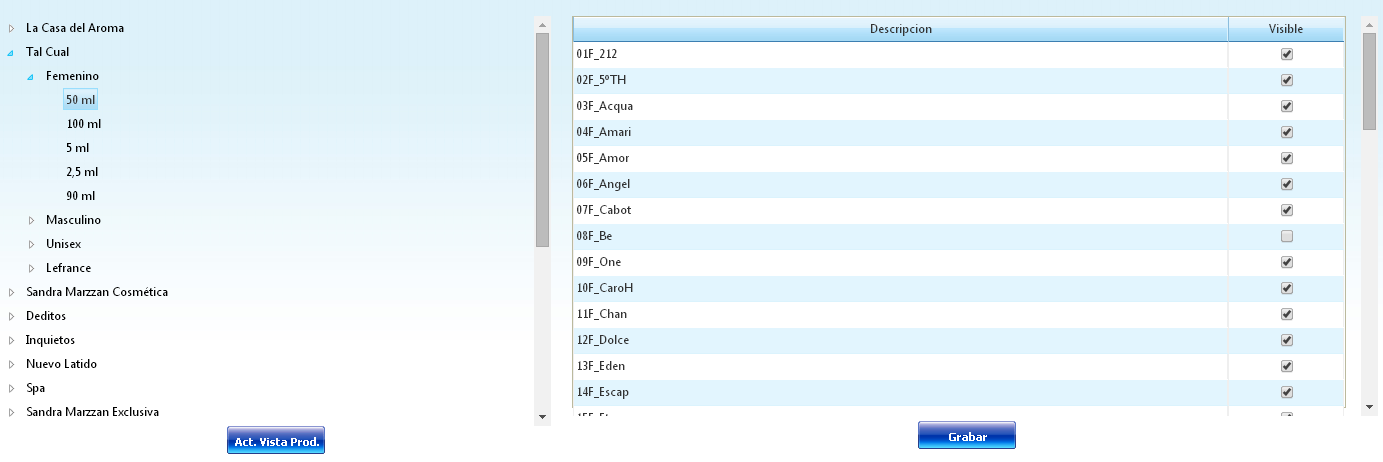 La Casa del Aroma
Tal Cual
Femenino
50 ml
100 ml
5 ml
2,5 ml
90 ml
Masculino
Unisex
Lefrance
Sandra Marzzan Cosmética
Deditos
Inquietos
Nuevo Latido
Spa
Sandra Marzzan Exclusiva
Act. Vista Prod.
Descripcion Visible
01F_212
02F_5ºTH
03F_Acqua
04F_Amari
05F_Amor
06F_Angel
07F_Cabot
08F_Be
09F_One
10F_CaroH
11F_Chan
12F_Dolce
13F_Eden
14F_Escap
Grabar